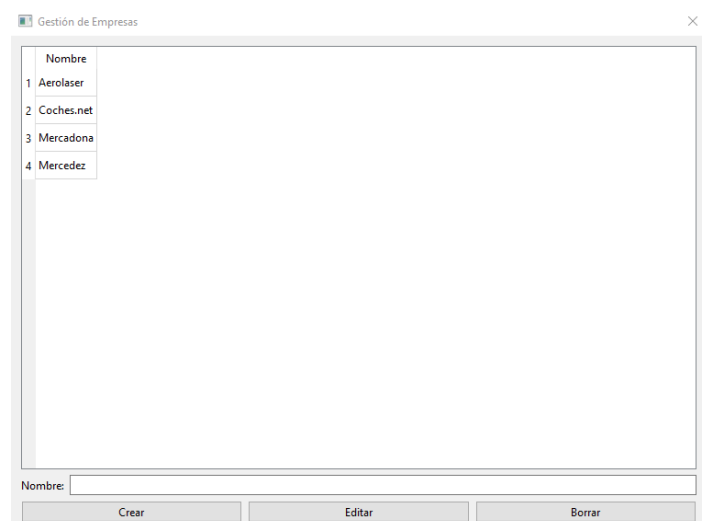 Gestión de Empresas
Nombre
1 Aerolaser
2 Coches.net
3 Mercadona
4 Mercedez
Nombre:
Crear Editar Borrar